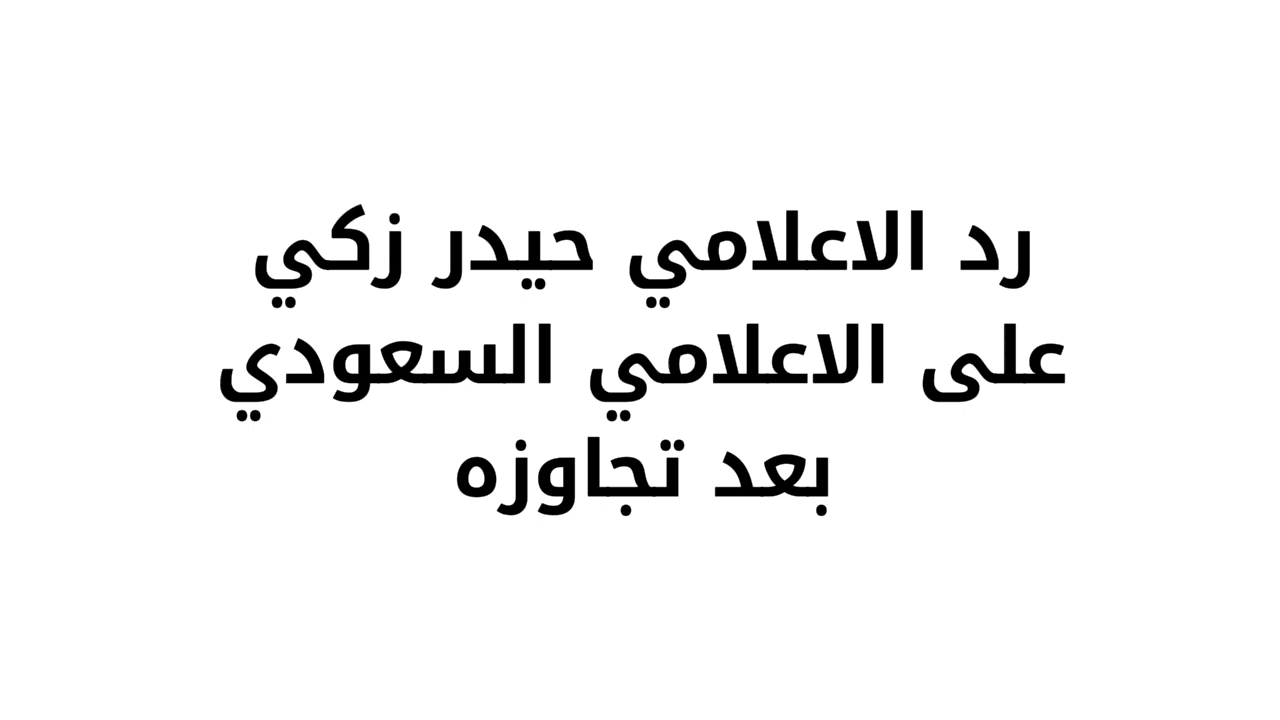 رد الاعلامي حيدر زكي
على الاعلامي السعودي
بعد تجاوزه